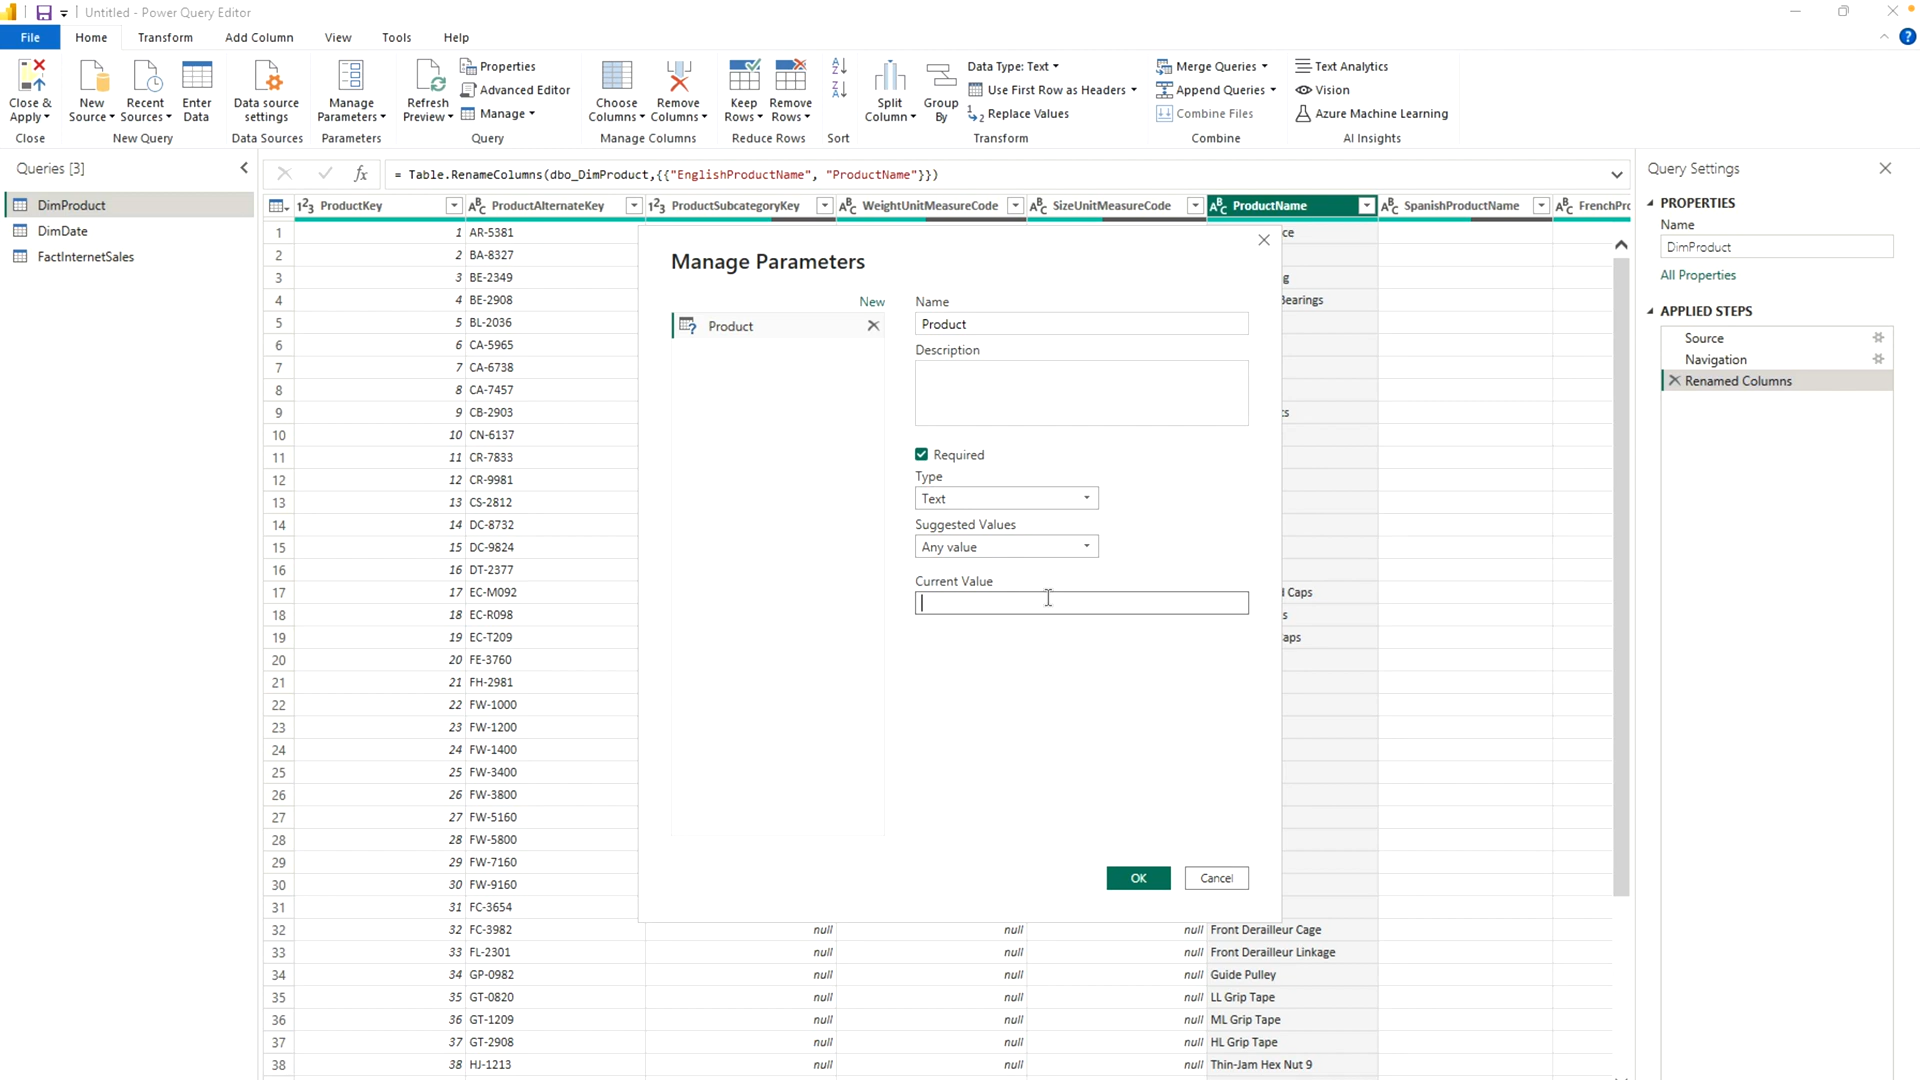 Untitled - Power Query Editor
File Home Transform Add Column View Tools Help
Close & Apply
New Source
Recent Sources
Enter Data
Data source settings
Manage Parameters
Refresh Preview
Properties
Advanced Editor
Manage
Choose Columns
Remove Columns
Keep Rows
Remove Rows
Split Column
Group By
Data Type: Text
Use First Row as Headers
Replace Values
Merge Queries
Append Queries
Combine Files
Text Analytics
Vision
Azure Machine Learning
Close New Query Data Sources Parameters Query Manage Columns Reduce Rows Sort Transform Combine AI Insights
Queries [3]
DimProduct
DimDate
FactInternetSales
fx = Table.RenameColumns(dbo_DimProduct,{{"EnglishProductName", "ProductName"}})
ProductKey ProductAlternateKey ProductSubcategoryKey WeightUnitMeasureCode SizeUnitMeasureCode ProductName SpanishProductName FrenchPro
1 1 AR-5381 ce
2 2 BA-8327
3 3 BE-2349 g
4 4 BE-2908 Bearings
5 5 BL-2036
6 6 CA-5965
7 7 CA-6738
8 8 CA-7457
9 9 CB-2903 ts
10 10 CN-6137
11 11 CR-7833
12 12 CR-9981
13 13 CS-2812
14 14 DC-8732
15 15 DC-9824
16 16 DT-2377
17 17 EC-M092 d Caps
18 18 EC-R098 s
19 19 EC-T209 aps
20 20 FE-3760
21 21 FH-2981
22 22 FW-1000
23 23 FW-1200
24 24 FW-1400
25 25 FW-3400
26 26 FW-3800
27 27 FW-5160
28 28 FW-5800
29 29 FW-7160
30 30 FW-9160
31 31 FC-3654
32 32 FC-3982 null null null Front Derailleur Cage
33 33 FL-2301 null null null Front Derailleur Linkage
34 34 GP-0982 null null null Guide Pulley
35 35 GT-0820 null null null LL Grip Tape
36 36 GT-1209 null null null ML Grip Tape
37 37 GT-2908 null null null HL Grip Tape
38 38 HJ-1213 null null null Thin-Jam Hex Nut 9
Manage Parameters
New
Product
Name
Product
Description
Required
Type
Text
Suggested Values
Any value
Current Value
OK Cancel
Query Settings
PROPERTIES
Name
DimProduct
All Properties
APPLIED STEPS
Source
Navigation
Renamed Columns